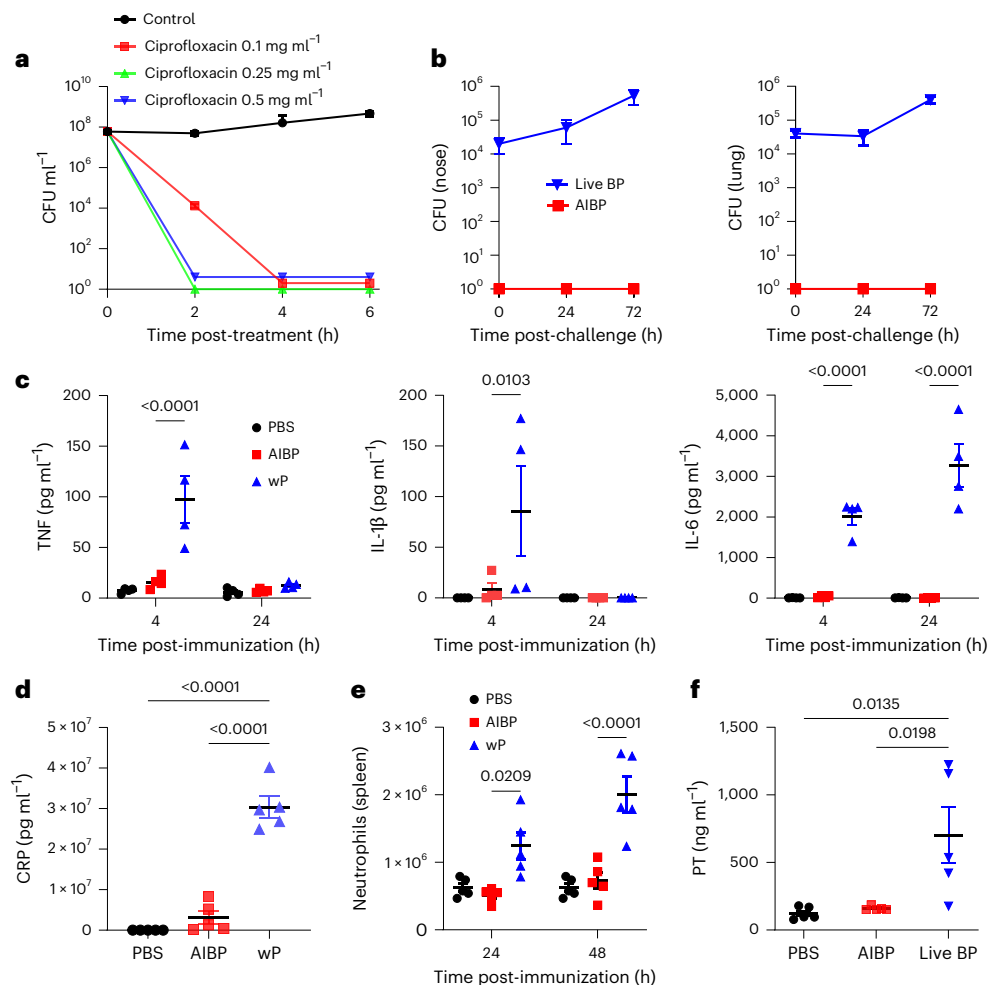 Control
Ciprofloxacin 0.1 mg ml⁻¹
Ciprofloxacin 0.25 mg ml⁻¹
Ciprofloxacin 0.5 mg ml⁻¹
a
10¹⁰
10⁸
10⁶
10⁴
10²
10⁰
CFU ml⁻¹
0 2 4 6
Time post-treatment (h)
b
10⁶
10⁵
10⁴
10³
10²
10¹
10⁰
CFU (nose)
Live BP
AIBP
0 24 72
Time post-challenge (h)
10⁶
10⁵
10⁴
10³
10²
10¹
10⁰
CFU (lung)
0 24 72
Time post-challenge (h)
c
200
150
100
50
0
TNF (pg ml⁻¹)
<0.0001
PBS
AIBP
wP
4 24
Time post-immunization (h)
200
150
100
50
0
IL-1β (pg ml⁻¹)
0.0103
4 24
Time post-immunization (h)
5,000
4,000
3,000
2,000
1,000
0
IL-6 (pg ml⁻¹)
<0.0001 <0.0001
4 24
Time post-immunization (h)
d
<0.0001
<0.0001
5 × 10⁷
4 × 10⁷
3 × 10⁷
2 × 10⁷
1 × 10⁷
0
CRP (pg ml⁻¹)
PBS AIBP wP
e
PBS
AIBP
wP
3 × 10⁶
2 × 10⁶
1 × 10⁶
0
Neutrophils (spleen)
0.0209
<0.0001
24 48
Time post-immunization (h)
f
0.0135
0.0198
1,500
1,000
500
0
PT (ng ml⁻¹)
PBS AIBP Live BP